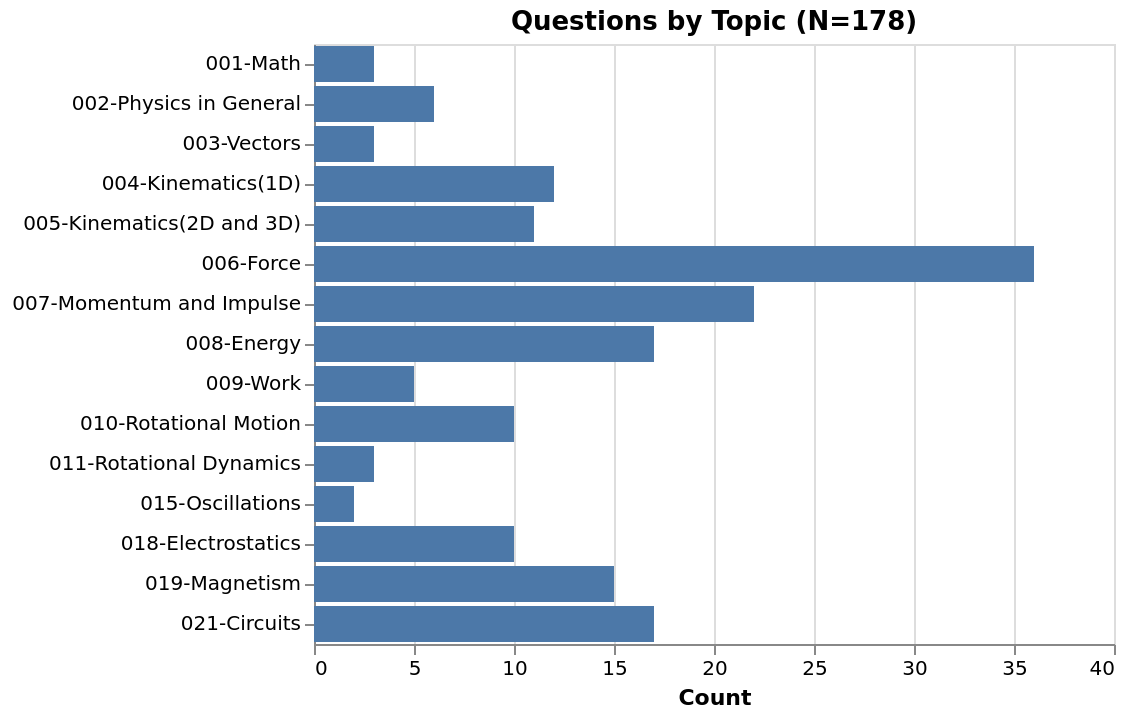 Questions by Topic (N=178)
001-Math
002-Physics in General
003-Vectors
004-Kinematics(1D)
005-Kinematics(2D and 3D)
006-Force
007-Momentum and Impulse
008-Energy
009-Work
010-Rotational Motion
011-Rotational Dynamics
015-Oscillations
018-Electrostatics
019-Magnetism
021-Circuits
0 5 10 15 20 25 30 35 40
Count